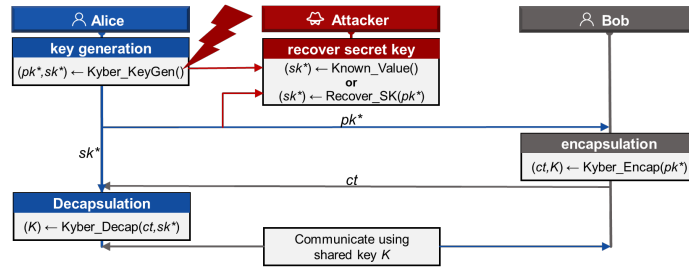 Alice
Attacker
Bob
key generation
(pk*,sk*) ← Kyber_KeyGen()
recover secret key
(sk*) ← Known_Value()
or
(sk*) ← Recover_SK(pk*)
pk*
sk*
encapsulation
(ct,K) ← Kyber_Encap(pk*)
ct
Decapsulation
(K) ← Kyber_Decap(ct,sk*)
Communicate using
shared key K